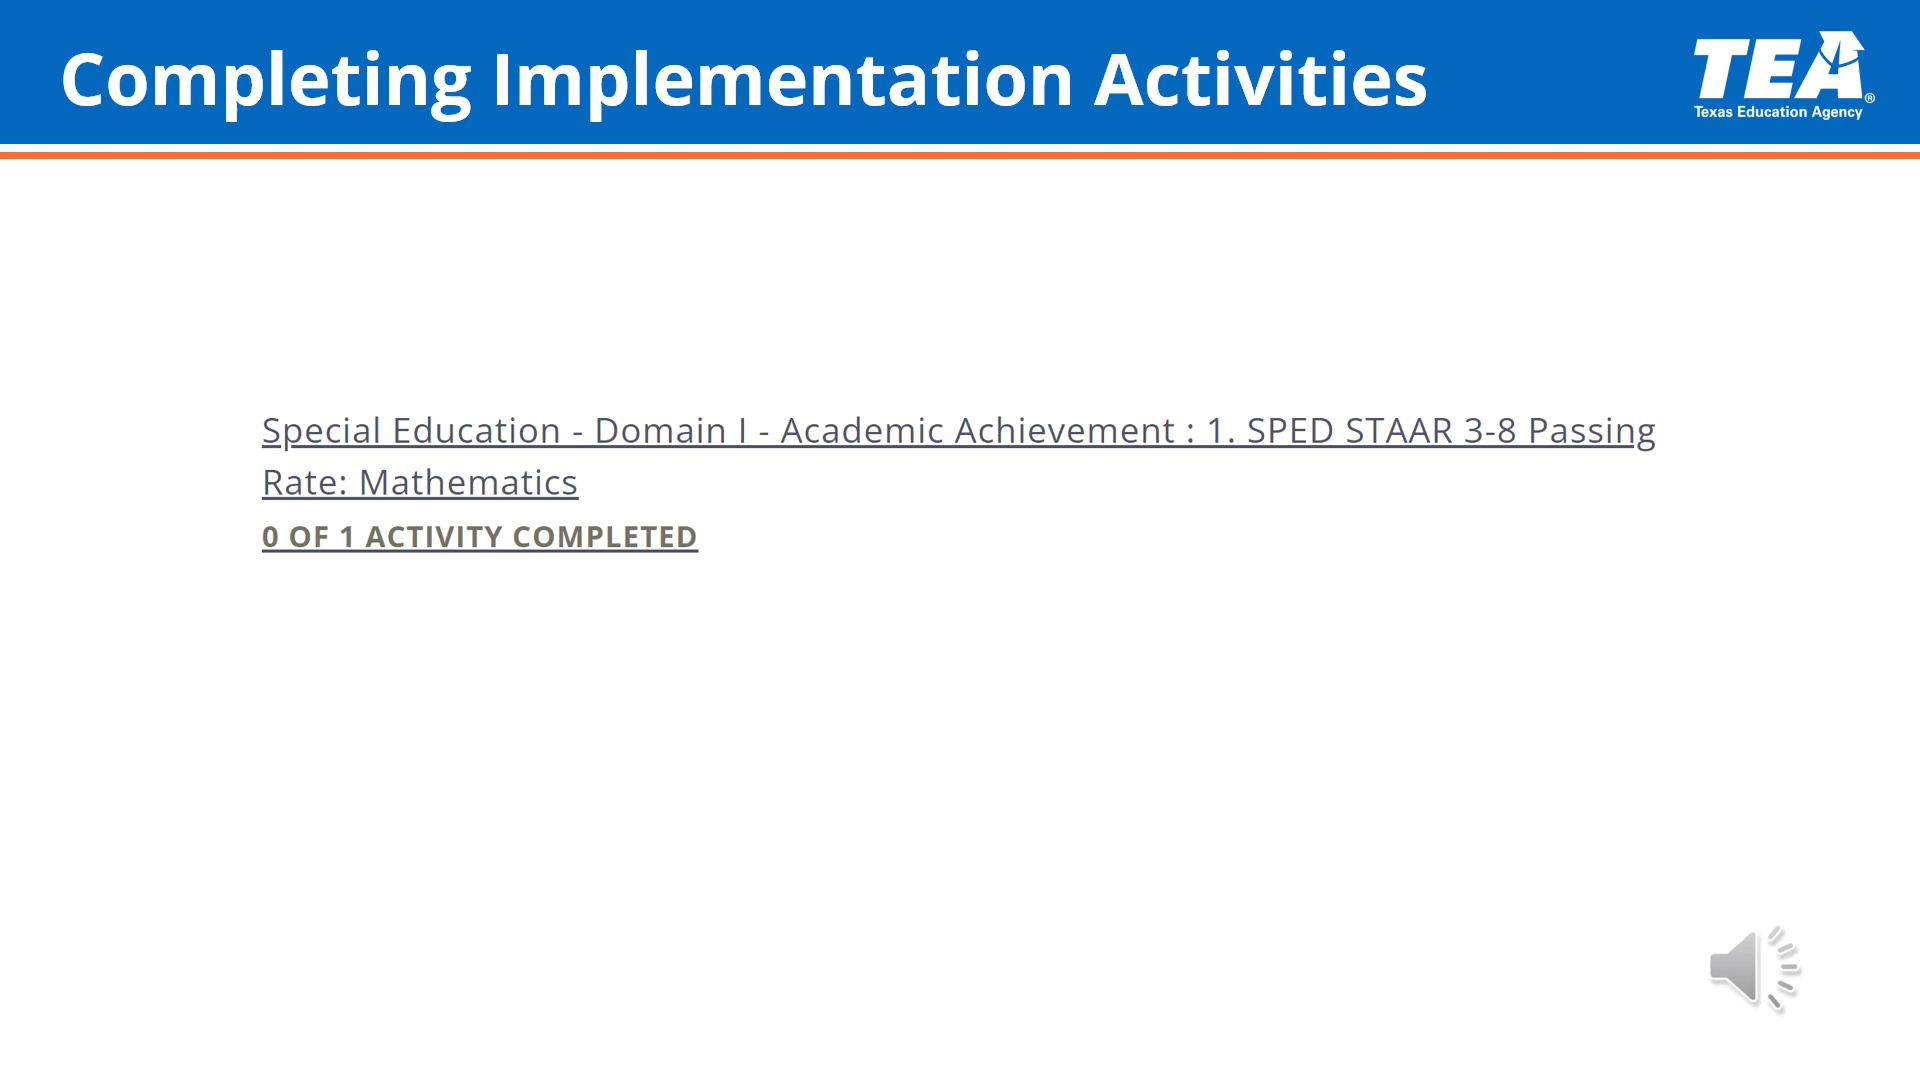 Completing Implementation Activities
TEA®
Texas Education Agency
Special Education - Domain I - Academic Achievement : 1. SPED STAAR 3-8 Passing
Rate: Mathematics
0 OF 1 ACTIVITY COMPLETED